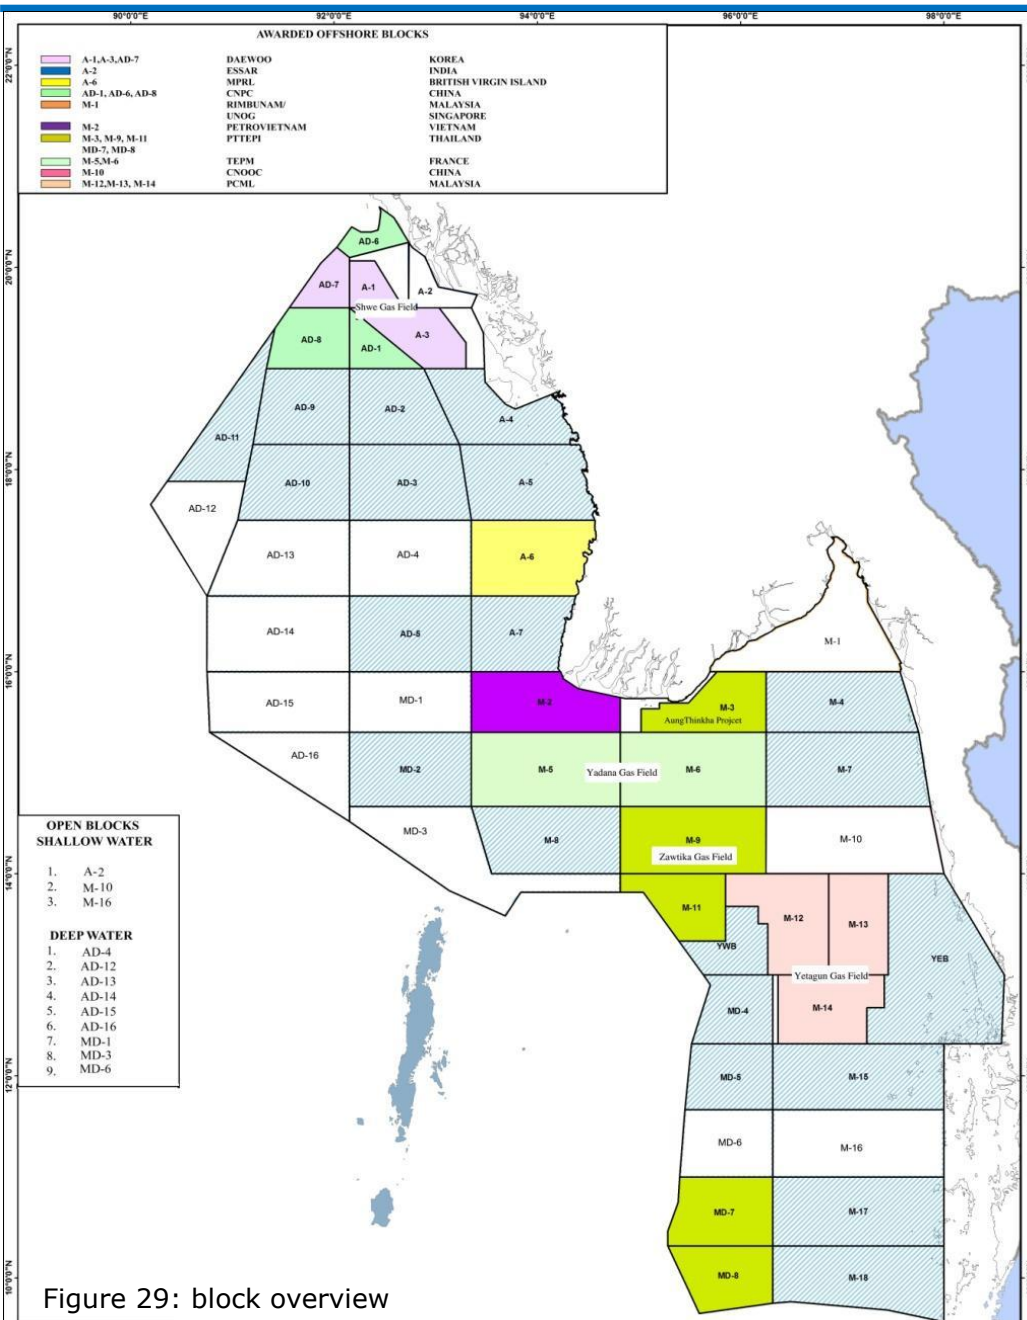 90°0'0"E 92°0'0"E 94°0'0"E 96°0'0"E 98°0'0"E
AWARDED OFFSHORE BLOCKS
A-1,A-3,AD-7 DAEWOO KOREA
A-2 ESSAR INDIA
A-6 MPRL BRITISH VIRGIN ISLAND
AD-1, AD-6, AD-8 CNPC CHINA
M-1 RIMBUNAM/ MALAYSIA
UNOG SINGAPORE
M-2 PETROVIETNAM VIETNAM
M-3, M-9, M-11 PTTEPI THAILAND
MD-7, MD-8
M-5,M-6 TEPM FRANCE
M-10 CNOOC CHINA
M-12,M-13, M-14 PCML MALAYSIA
22°0'0"N
20°0'0"N
18°0'0"N
16°0'0"N
14°0'0"N
12°0'0"N
10°0'0"N
AD-6
AD-7
A-1
A-2
Shwe Gas Field
AD-8
AD-1
A-3
AD-9
AD-2
A-4
AD-11
AD-10
AD-3
A-5
AD-12
AD-13
AD-4
A-6
AD-14
AD-5
A-7
M-1
AD-15
MD-1
M-2
M-3
AungThinkha Projcet
M-4
AD-16
MD-2
M-5
Yadana Gas Field
M-6
M-7
MD-3
M-8
M-9
Zawtika Gas Field
M-10
M-11
M-12
M-13
YWB
YEB
Yetagun Gas Field
MD-4
M-14
MD-5
M-15
MD-6
M-16
MD-7
M-17
MD-8
M-18
OPEN BLOCKS
SHALLOW WATER
1. A-2
2. M-10
3. M-16
DEEP WATER
1. AD-4
2. AD-12
3. AD-13
4. AD-14
5. AD-15
6. AD-16
7. MD-1
8. MD-3
9. MD-6
Figure 29: block overview